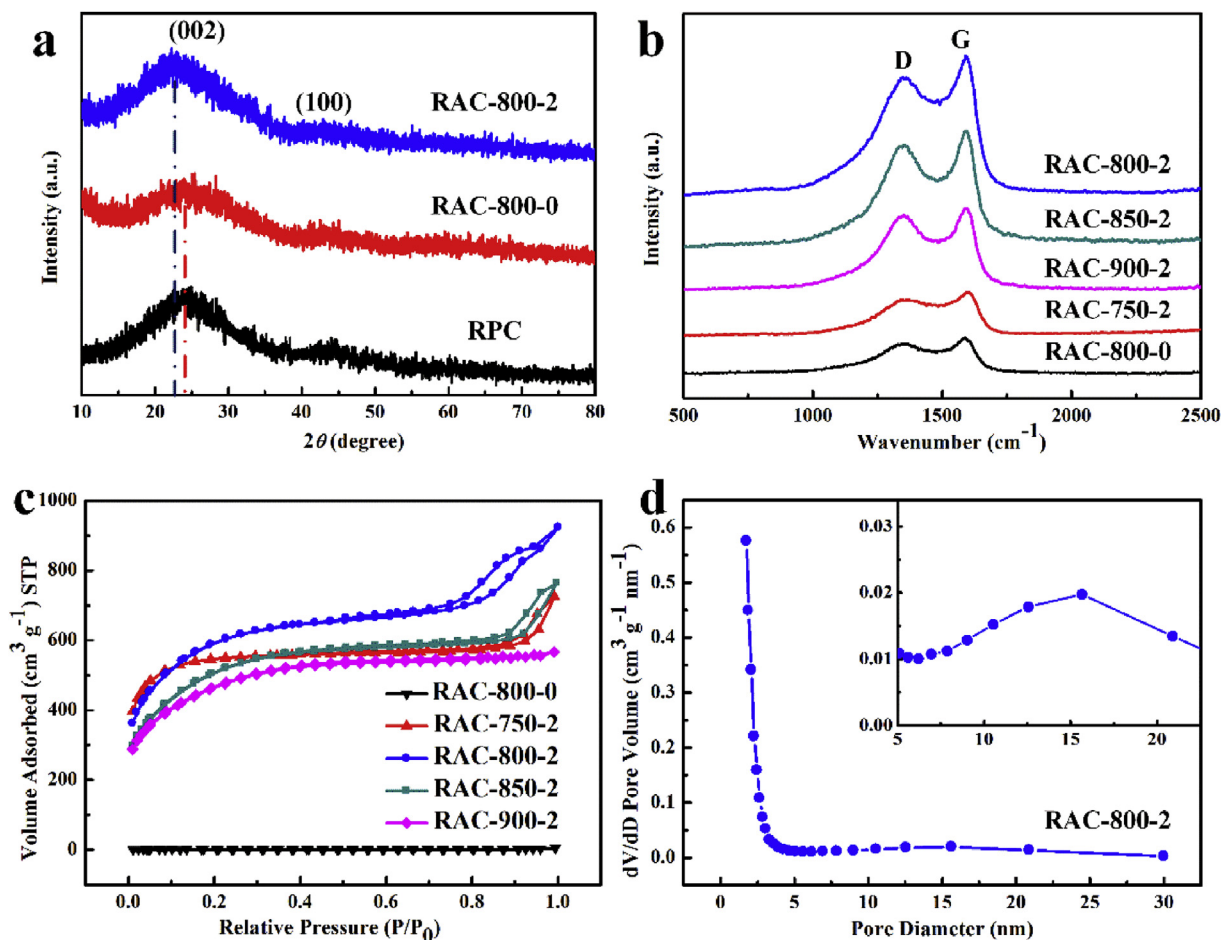 a
(002)
(100)
RAC-800-2
RAC-800-0
RPC
Intensity (a.u.)
10 20 30 40 50 60 70 80
2θ (degree)
b
D
G
RAC-800-2
RAC-850-2
RAC-900-2
RAC-750-2
RAC-800-0
Intensity (a.u.)
500 1000 1500 2000 2500
Wavenumber (cm⁻¹)
c
1000
800
600
400
200
0
Volume Adsorbed (cm³ g⁻¹) STP
RAC-800-0
RAC-750-2
RAC-800-2
RAC-850-2
RAC-900-2
0.0 0.2 0.4 0.6 0.8 1.0
Relative Pressure (P/P₀)
d
0.6
0.5
0.4
0.3
0.2
0.1
0.0
dV/dD Pore Volume (cm³ g⁻¹ nm⁻¹)
0.03
0.02
0.01
0.00
5 10 15 20
RAC-800-2
0 5 10 15 20 25 30
Pore Diameter (nm)